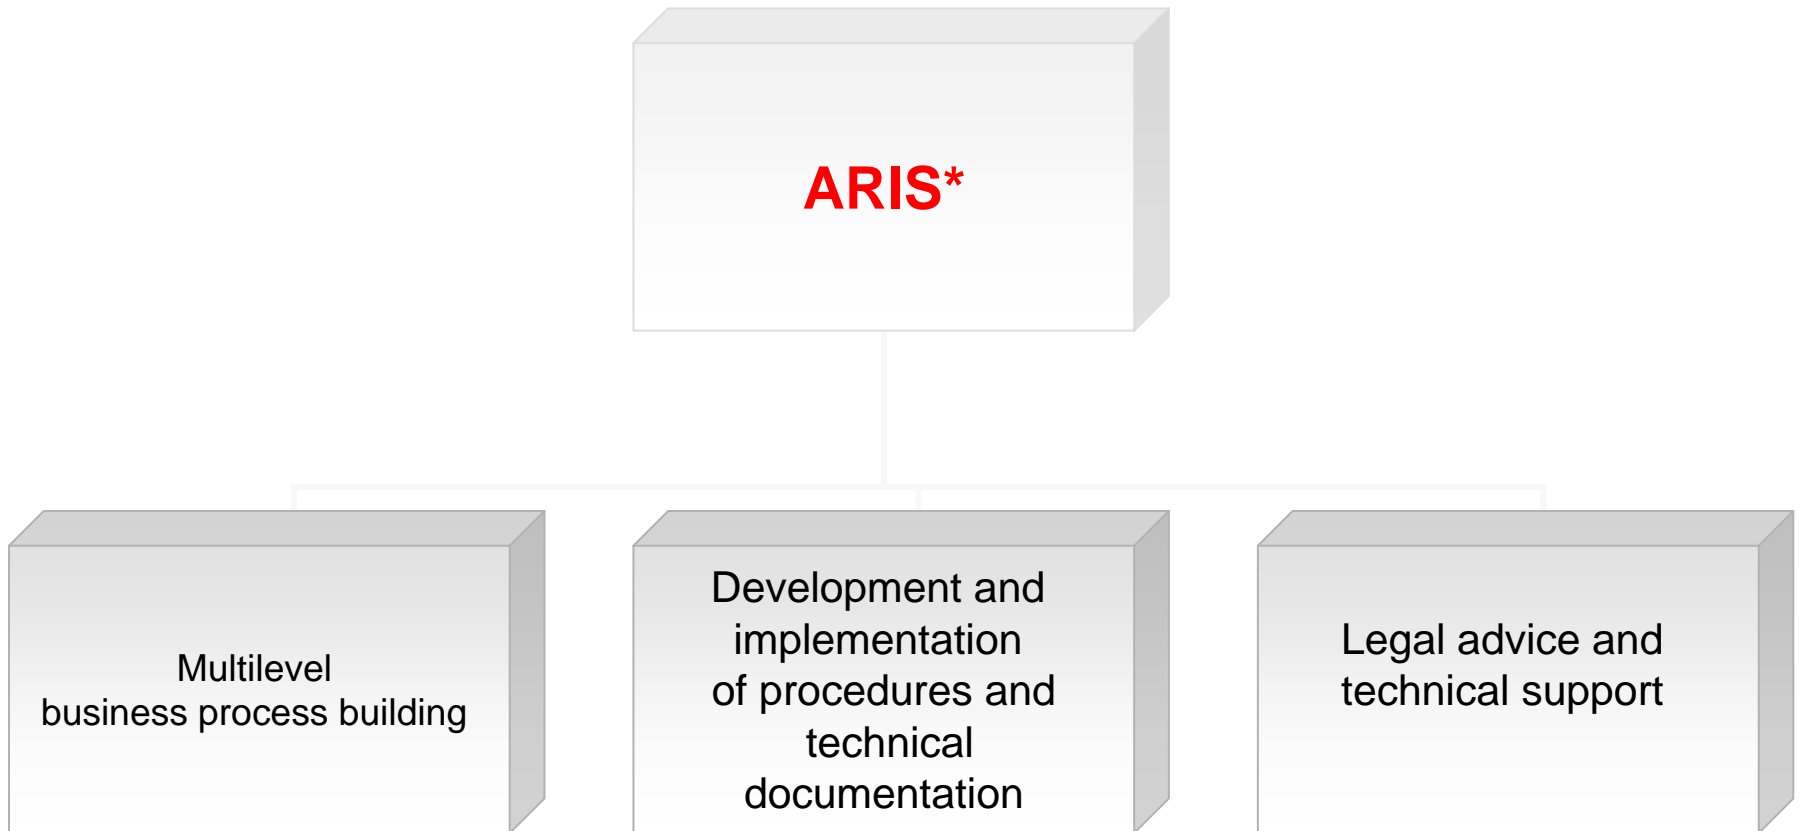 ARIS*
Multilevel
business process building
Development and
implementation
of procedures and
technical
documentation
Legal advice and
technical support